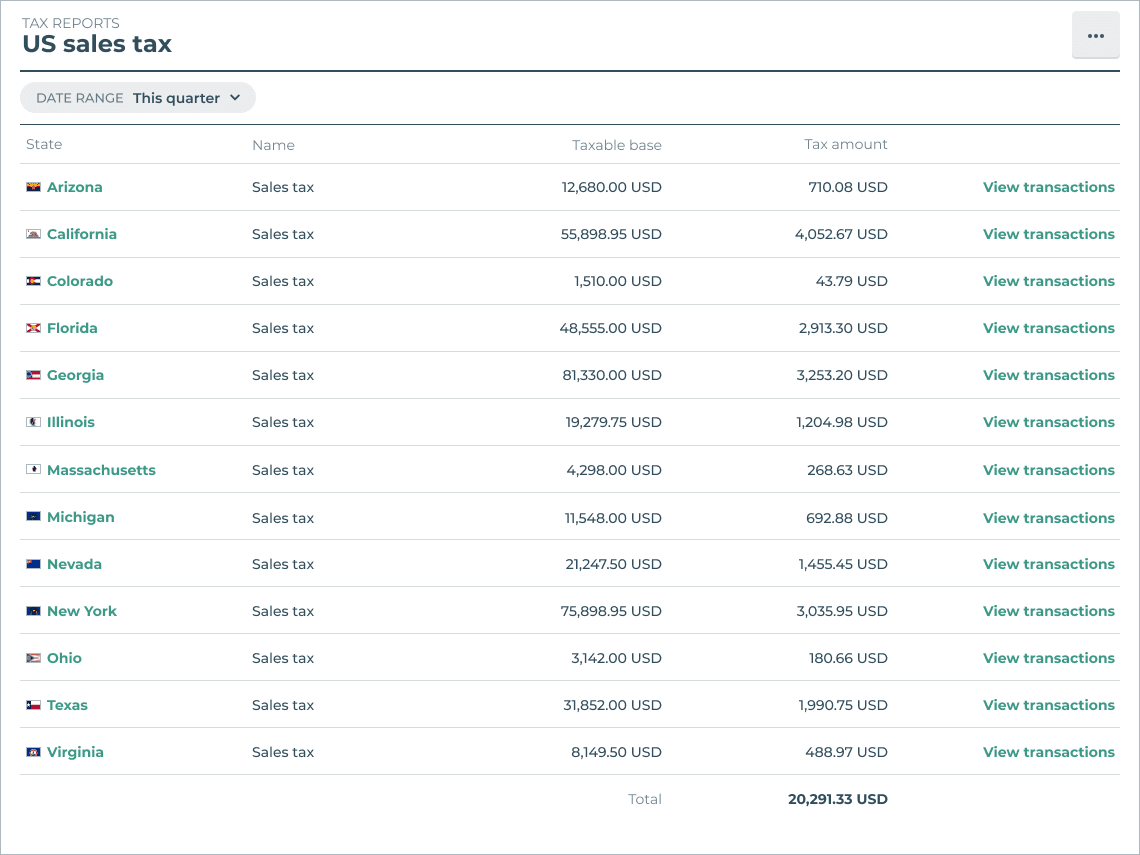 TAX REPORTS
US sales tax
DATE RANGE This quarter
State Name Taxable base Tax amount
Arizona Sales tax 12,680.00 USD 710.08 USD View transactions
California Sales tax 55,898.95 USD 4,052.67 USD View transactions
Colorado Sales tax 1,510.00 USD 43.79 USD View transactions
Florida Sales tax 48,555.00 USD 2,913.30 USD View transactions
Georgia Sales tax 81,330.00 USD 3,253.20 USD View transactions
Illinois Sales tax 19,279.75 USD 1,204.98 USD View transactions
Massachusetts Sales tax 4,298.00 USD 268.63 USD View transactions
Michigan Sales tax 11,548.00 USD 692.88 USD View transactions
Nevada Sales tax 21,247.50 USD 1,455.45 USD View transactions
New York Sales tax 75,898.95 USD 3,035.95 USD View transactions
Ohio Sales tax 3,142.00 USD 180.66 USD View transactions
Texas Sales tax 31,852.00 USD 1,990.75 USD View transactions
Virginia Sales tax 8,149.50 USD 488.97 USD View transactions
Total 20,291.33 USD